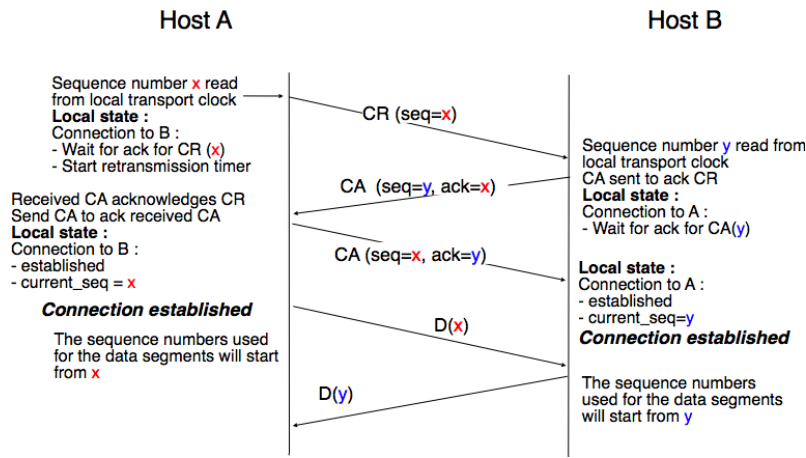 Host A
Host B
Sequence number x read
from local transport clock
Local state :
Connection to B :
- Wait for ack for CR (x)
- Start retransmission timer
CR (seq=x)
Sequence number y read from
local transport clock
CA sent to ack CR
Local state :
Connection to A :
- Wait for ack for CA(y)
CA (seq=y, ack=x)
Received CA acknowledges CR
Send CA to ack received CA
Local state :
Connection to B :
- established
- current_seq = x
Connection established
CA (seq=x, ack=y)
Local state :
Connection to A :
- established
- current_seq=y
Connection established
The sequence numbers used
for the data segments will start
from x
D(x)
D(y)
The sequence numbers
used for the data segments
will start from y